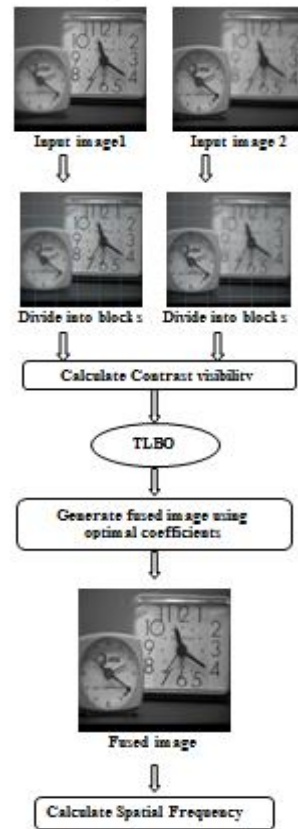 Input image1 Input image 2
Divide into blocks Divide into blocks
Calculate Contrast visibility
TLBO
Generate fused image using
optimal coefficients
Fused image
Calculate Spatial Frequency